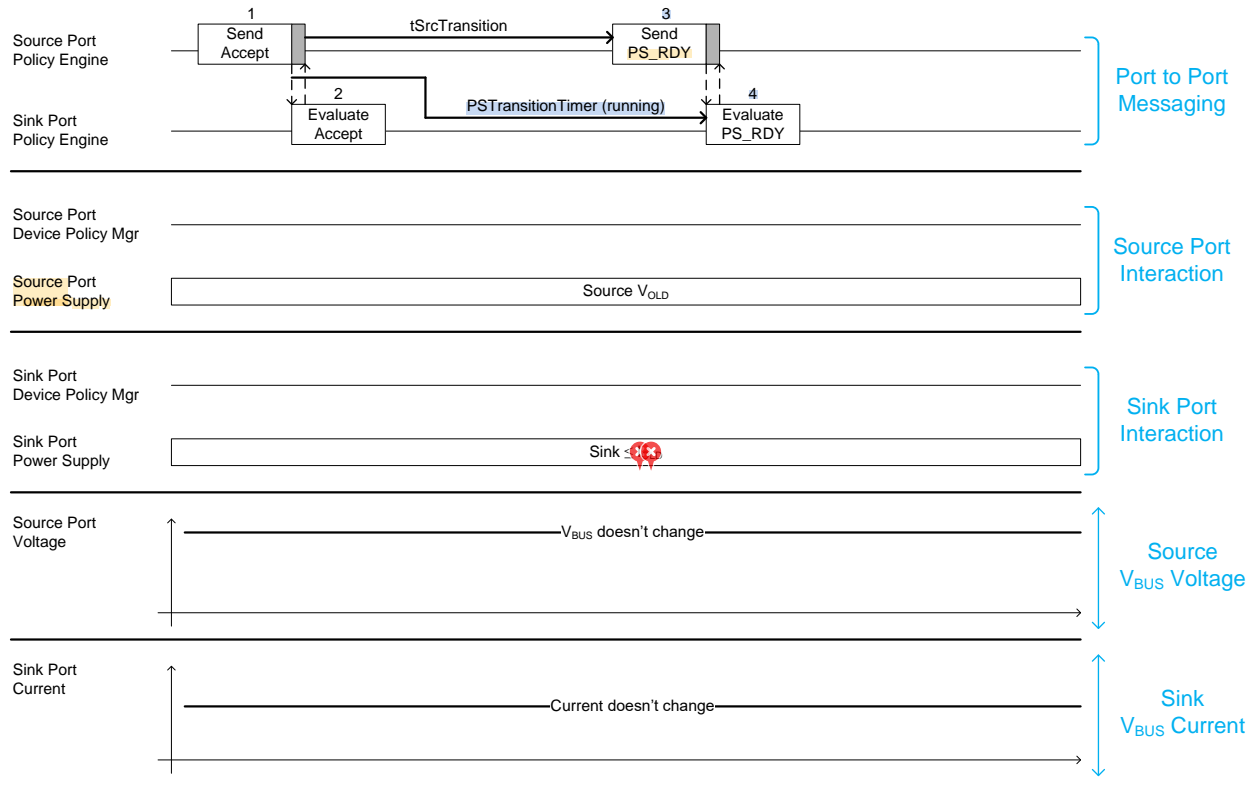 1
Send
Accept
tSrcTransition
3
Send
PS_RDY
Source Port
Policy Engine
2
Evaluate
Accept
PSTransitionTimer (running)
4
Evaluate
PS_RDY
Sink Port
Policy Engine
Port to Port
Messaging
Source Port
Device Policy Mgr
Source Port
Power Supply
Source VOLD
Source Port
Interaction
Sink Port
Device Policy Mgr
Sink Port
Power Supply
Sink ≤
Sink Port
Interaction
Source Port
Voltage
VBUS doesn't change
Source
VBUS Voltage
Sink Port
Current
Current doesn't change
Sink
VBUS Current